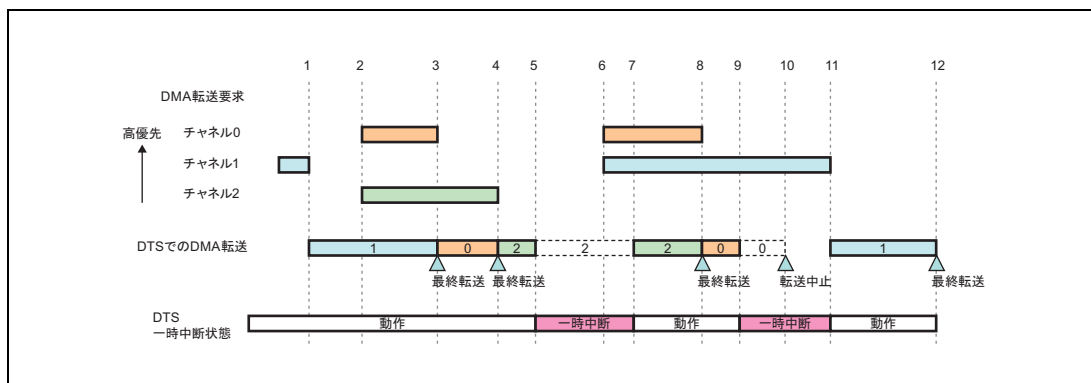 1 2 3 4 5 6 7 8 9 10 11 12
DMA転送要求
高優先
チャネル0
チャネル1
チャネル2
DTSでのDMA転送
1 0 2 2 2 0 0 1
最終転送 最終転送 最終転送 転送中止 最終転送
DTS
一時中断状態
動作 一時中断 動作 一時中断 動作